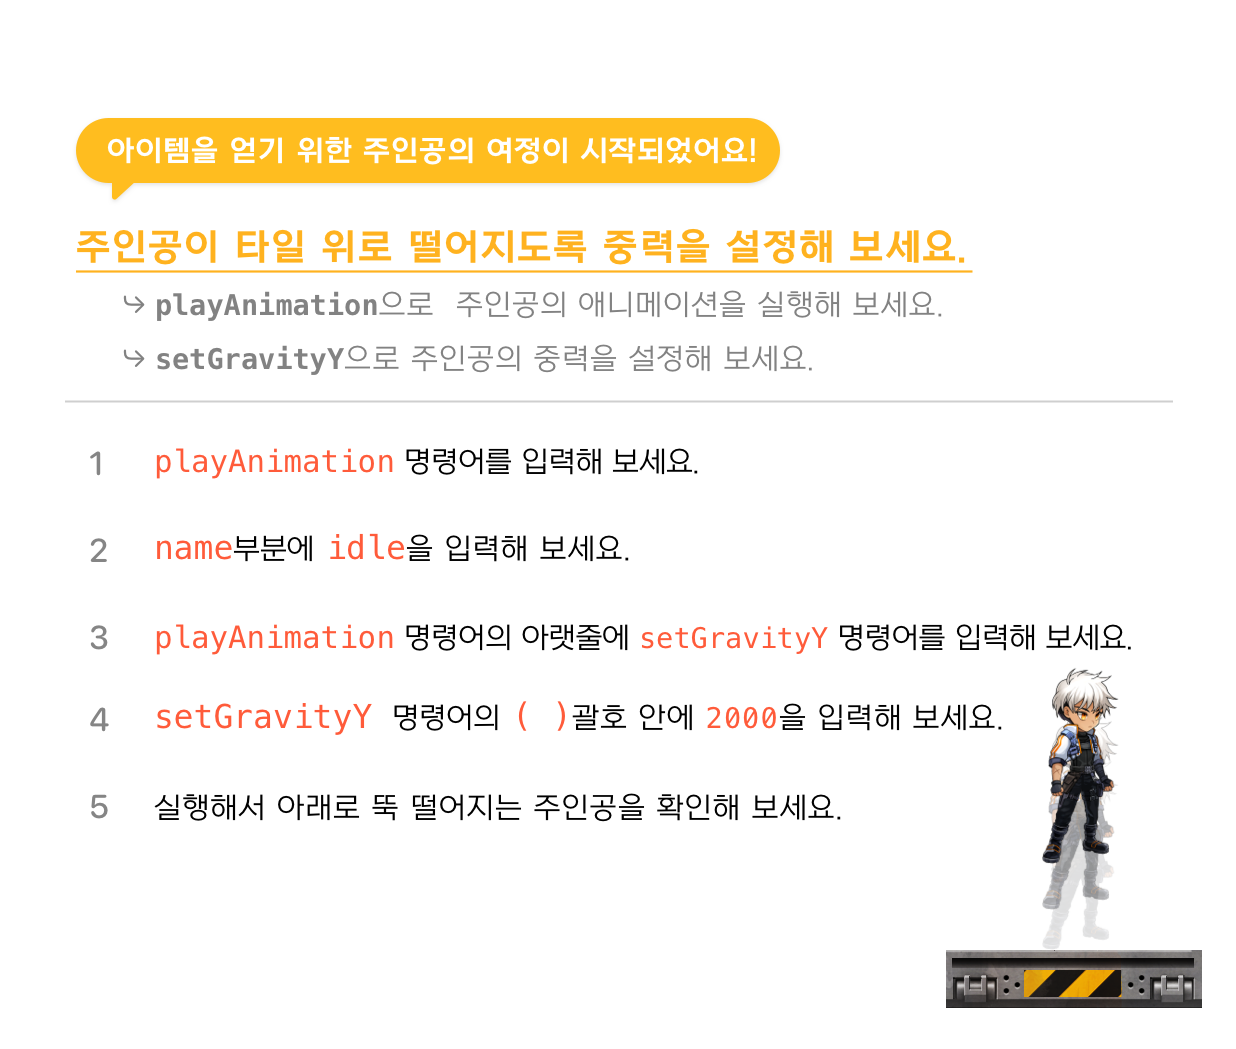 아이템을 얻기 위한 주인공의 여정이 시작되었어요!
주인공이 타일 위로 떨어지도록 중력을 설정해 보세요.
↪ playAnimation으로 주인공의 애니메이션을 실행해 보세요.
↪ setGravityY으로 주인공의 중력을 설정해 보세요.
1 playAnimation 명령어를 입력해 보세요.
2 name부분에 idle을 입력해 보세요.
3 playAnimation 명령어의 아랫줄에 setGravityY 명령어를 입력해 보세요.
4 setGravityY 명령어의 ( )괄호 안에 2000을 입력해 보세요.
5 실행해서 아래로 뚝 떨어지는 주인공을 확인해 보세요.